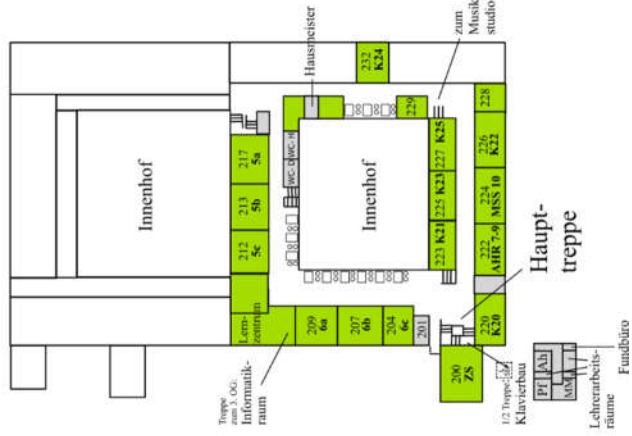 Innenhof
232
K24
Hausmeister
zum
Musik
studio
217
5a
213
5b
212
5c
WC- D
WC- H
229
228
Innenhof
227 K25
225 K23
223 K21
226
K22
224
MSS 10
222
AHR 7-9
220
K20
Haupt-
treppe
Lern-
zentrum
209
6a
207
6b
204
6c
201
200
ZS
Treppe
zum 3. OG:
Informatik-
raum
1/2 Treppe:
Klavierbau
Pf
Ah
MM
Lehrerarbeits-
räume
Fundbüro